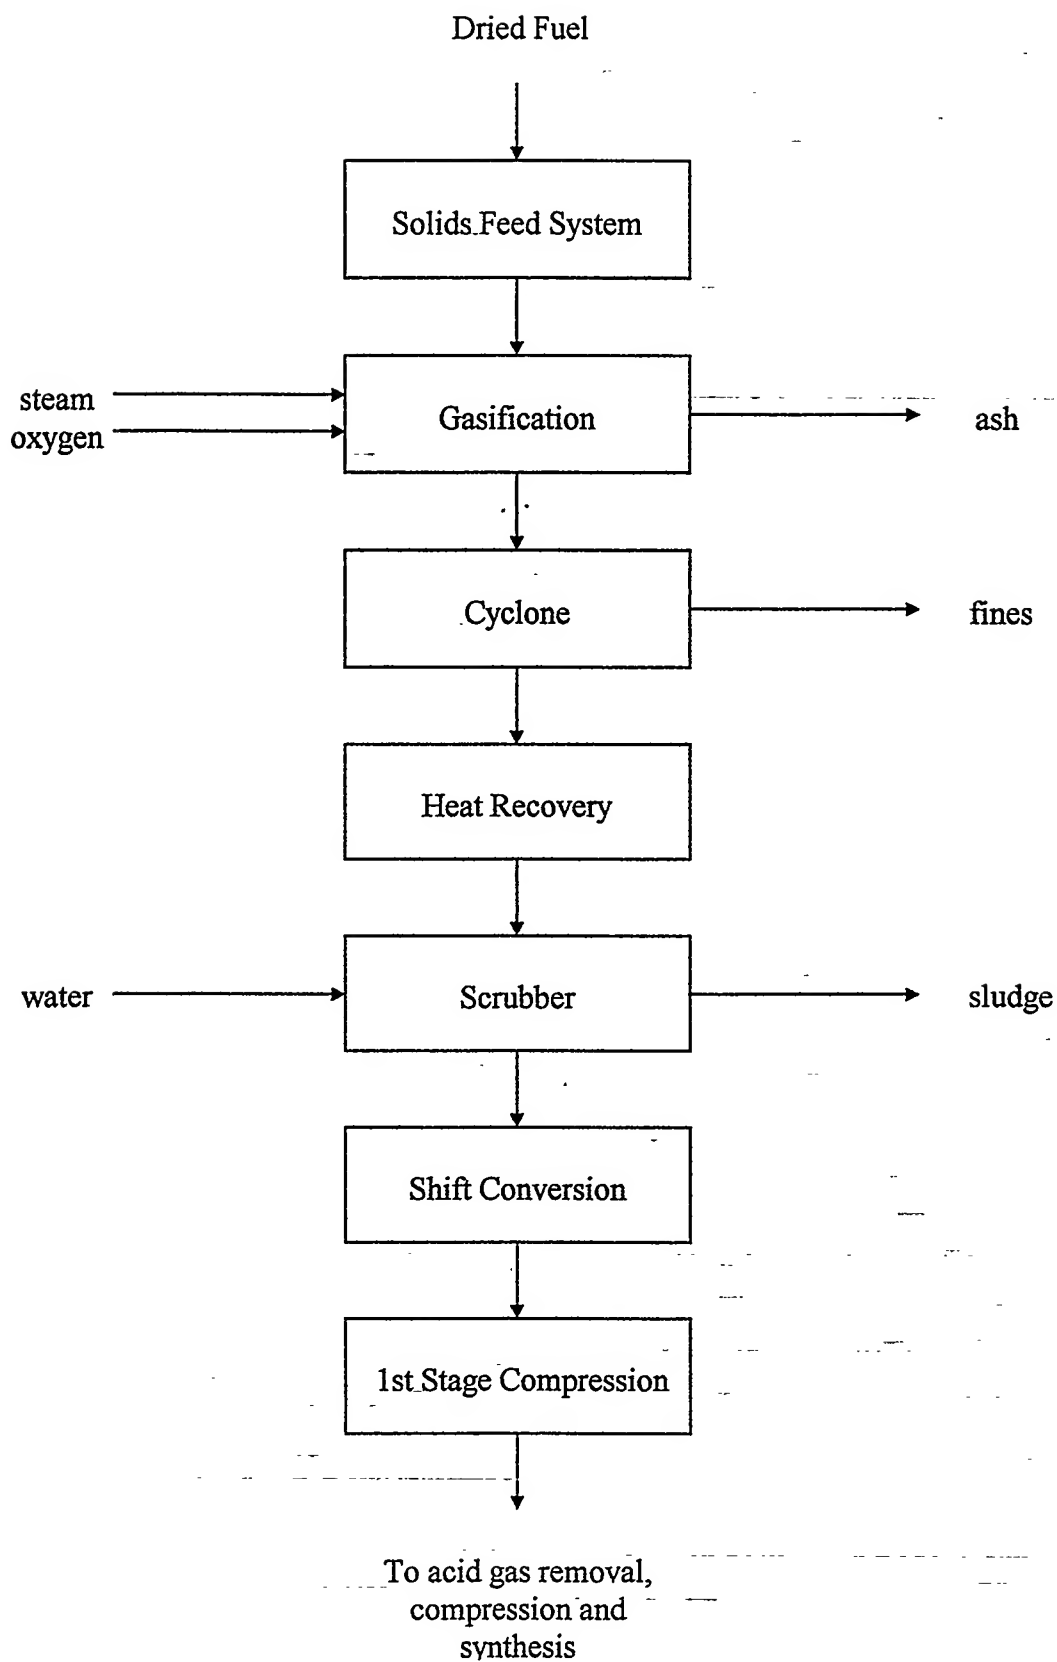 Dried Fuel
Solids Feed System
steam
oxygen
Gasification
ash
Cyclone
fines
Heat Recovery
water
Scrubber
sludge
Shift Conversion
1st Stage Compression
To acid gas removal,
compression and
synthesis